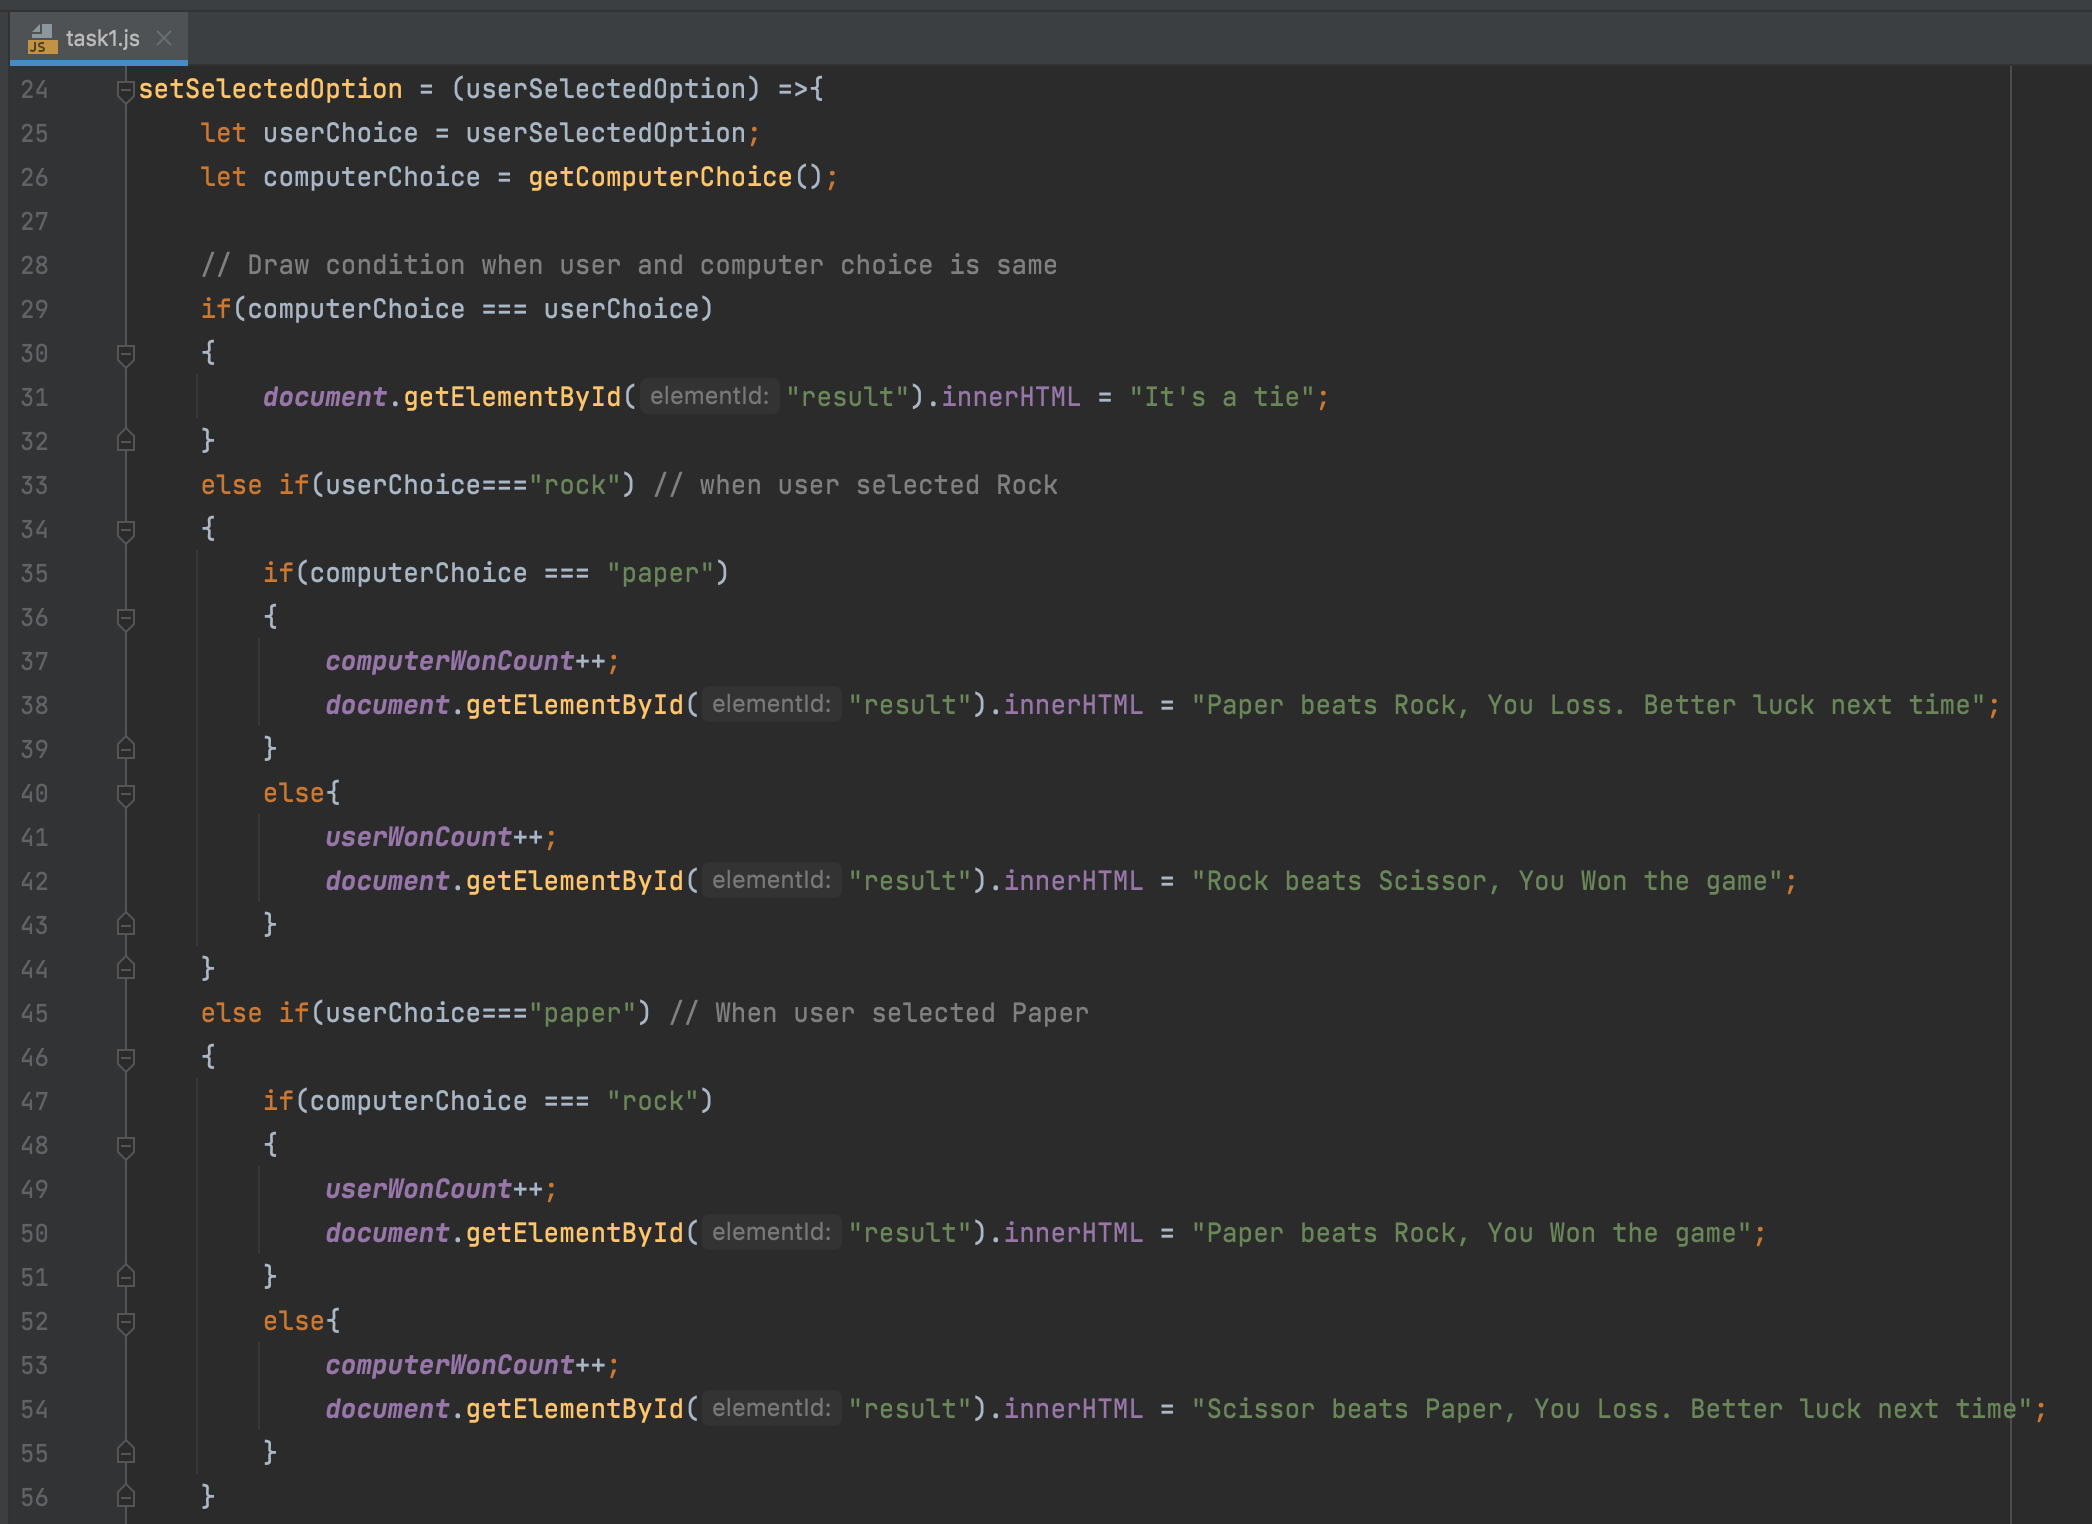 task1.js
24 setSelectedOption = (userSelectedOption) =>{
25 let userChoice = userSelectedOption;
26 let computerChoice = getComputerChoice();
27
28 // Draw condition when user and computer choice is same
29 if(computerChoice === userChoice)
30 {
31 document.getElementById( elementId: "result").innerHTML = "It's a tie";
32 }
33 else if(userChoice==="rock") // when user selected Rock
34 {
35 if(computerChoice === "paper")
36 {
37 computerWonCount++;
38 document.getElementById( elementId: "result").innerHTML = "Paper beats Rock, You Loss. Better luck next time";
39 }
40 else{
41 userWonCount++;
42 document.getElementById( elementId: "result").innerHTML = "Rock beats Scissor, You Won the game";
43 }
44 }
45 else if(userChoice==="paper") // When user selected Paper
46 {
47 if(computerChoice === "rock")
48 {
49 userWonCount++;
50 document.getElementById( elementId: "result").innerHTML = "Paper beats Rock, You Won the game";
51 }
52 else{
53 computerWonCount++;
54 document.getElementById( elementId: "result").innerHTML = "Scissor beats Paper, You Loss. Better luck next time";
55 }
56 }